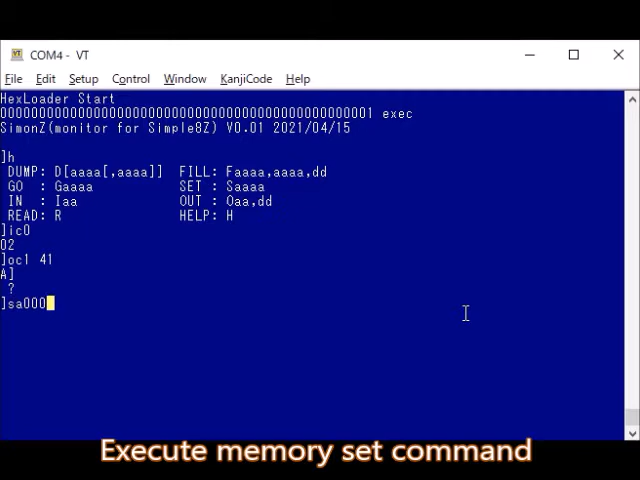 COM4 - VT
File Edit Setup Control Window KanjiCode Help
HexLoader Start
00000000000000000000000000000000000000000000001 exec
SimonZ(monitor for Simple8Z) V0.01 2021/04/15
]h
DUMP: D[aaaa[,aaaa]] FILL: Faaaa,aaaa,dd
GO : Gaaaa SET : Saaaa
IN : Iaa OUT : Oaa,dd
READ: R HELP: H
]ic0
02
]oc1 41
A]
?
]sa000
Execute memory set command